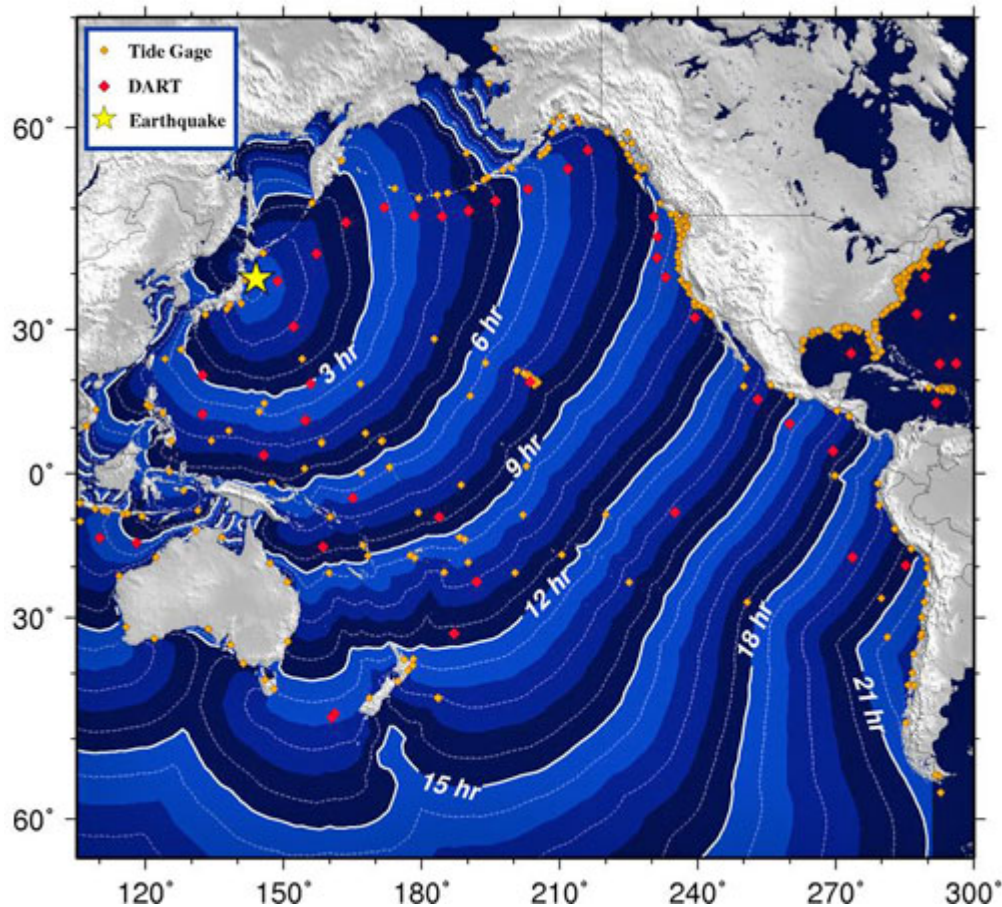 Tide Gage
DART
Earthquake
60˚
30˚
0˚
30˚
60˚
3 hr
6 hr
9 hr
12 hr
15 hr
18 hr
21 hr
120˚
150˚
180˚
210˚
240˚
270˚
300˚